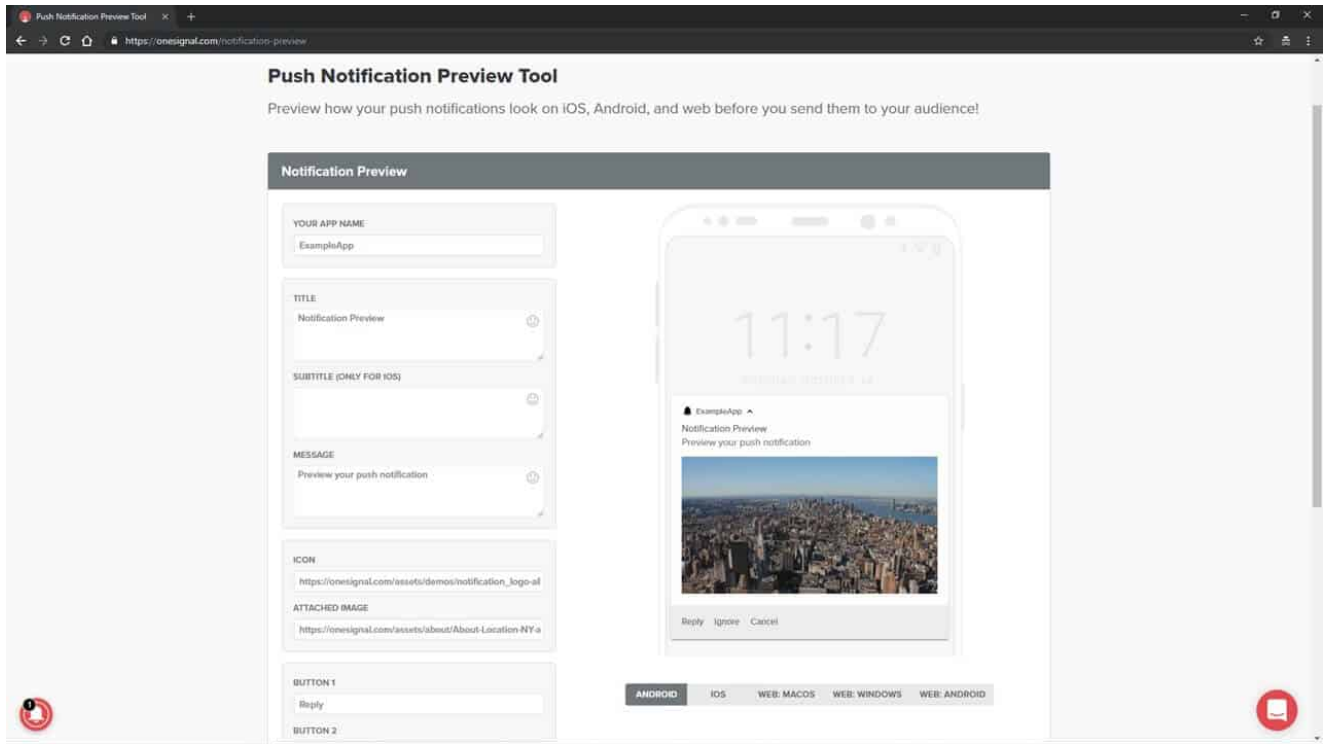 Push Notification Preview Tool
https://onesignal.com/notification-preview
Push Notification Preview Tool
Preview how your push notifications look on iOS, Android, and web before you send them to your audience!
Notification Preview
YOUR APP NAME
ExampleApp
TITLE
Notification Preview
SUBTITLE (ONLY FOR IOS)
MESSAGE
Preview your push notification
ICON
https://onesignal.com/assets/demos/notification_logo-al
ATTACHED IMAGE
https://onesignal.com/assets/about/About-Location-NY-a
BUTTON 1
Reply
BUTTON 2
11:17
ExampleApp
Notification Preview
Preview your push notification
Reply Ignore Cancel
ANDROID IOS WEB: MACOS WEB: WINDOWS WEB: ANDROID
1